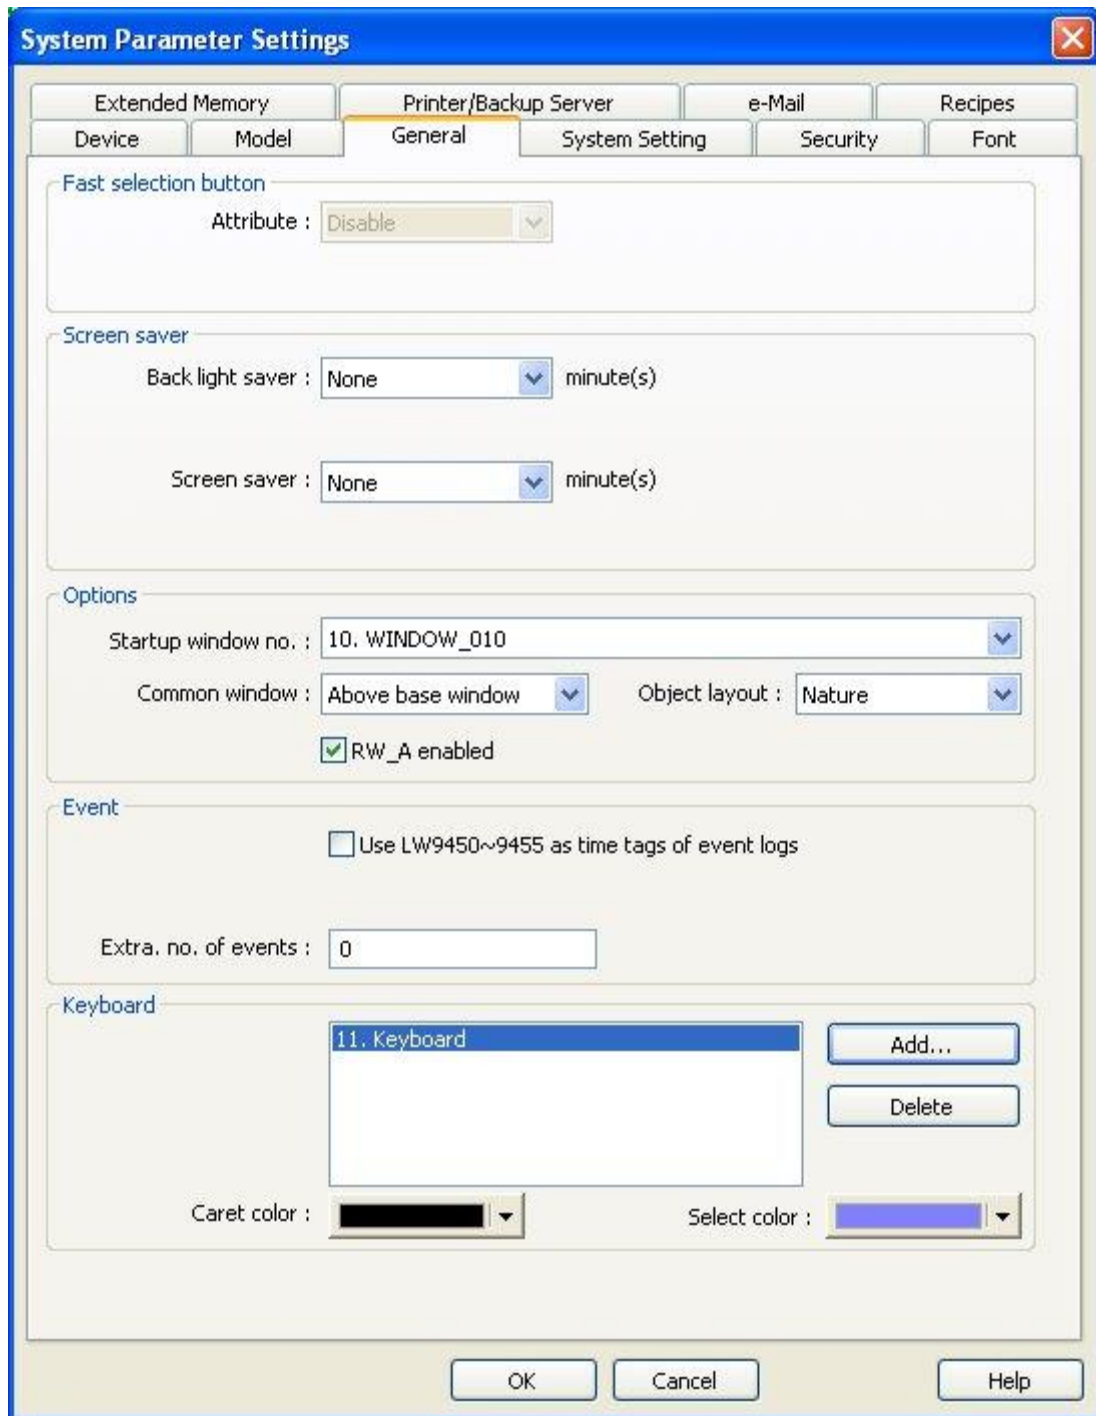 System Parameter Settings
Extended Memory Printer/Backup Server e-Mail Recipes
Device Model General System Setting Security Font
Fast selection button
Attribute : Disable
Screen saver
Back light saver : None minute(s)
Screen saver : None minute(s)
Options
Startup window no. : 10. WINDOW_010
Common window : Above base window Object layout : Nature
RW_A enabled
Event
Use LW9450~9455 as time tags of event logs
Extra. no. of events : 0
Keyboard
11. Keyboard Add...
Delete
Caret color : Select color :
OK Cancel Help